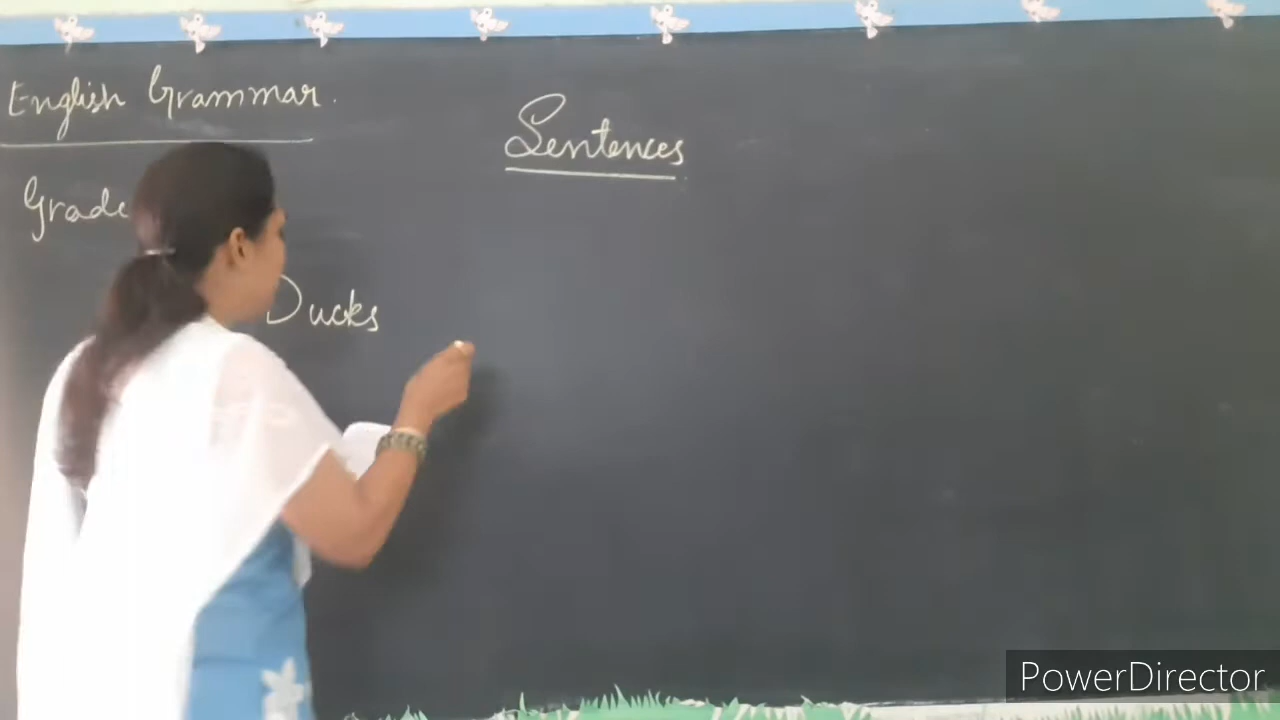 English Grammar.
Sentences
Grade
Ducks
PowerDirector